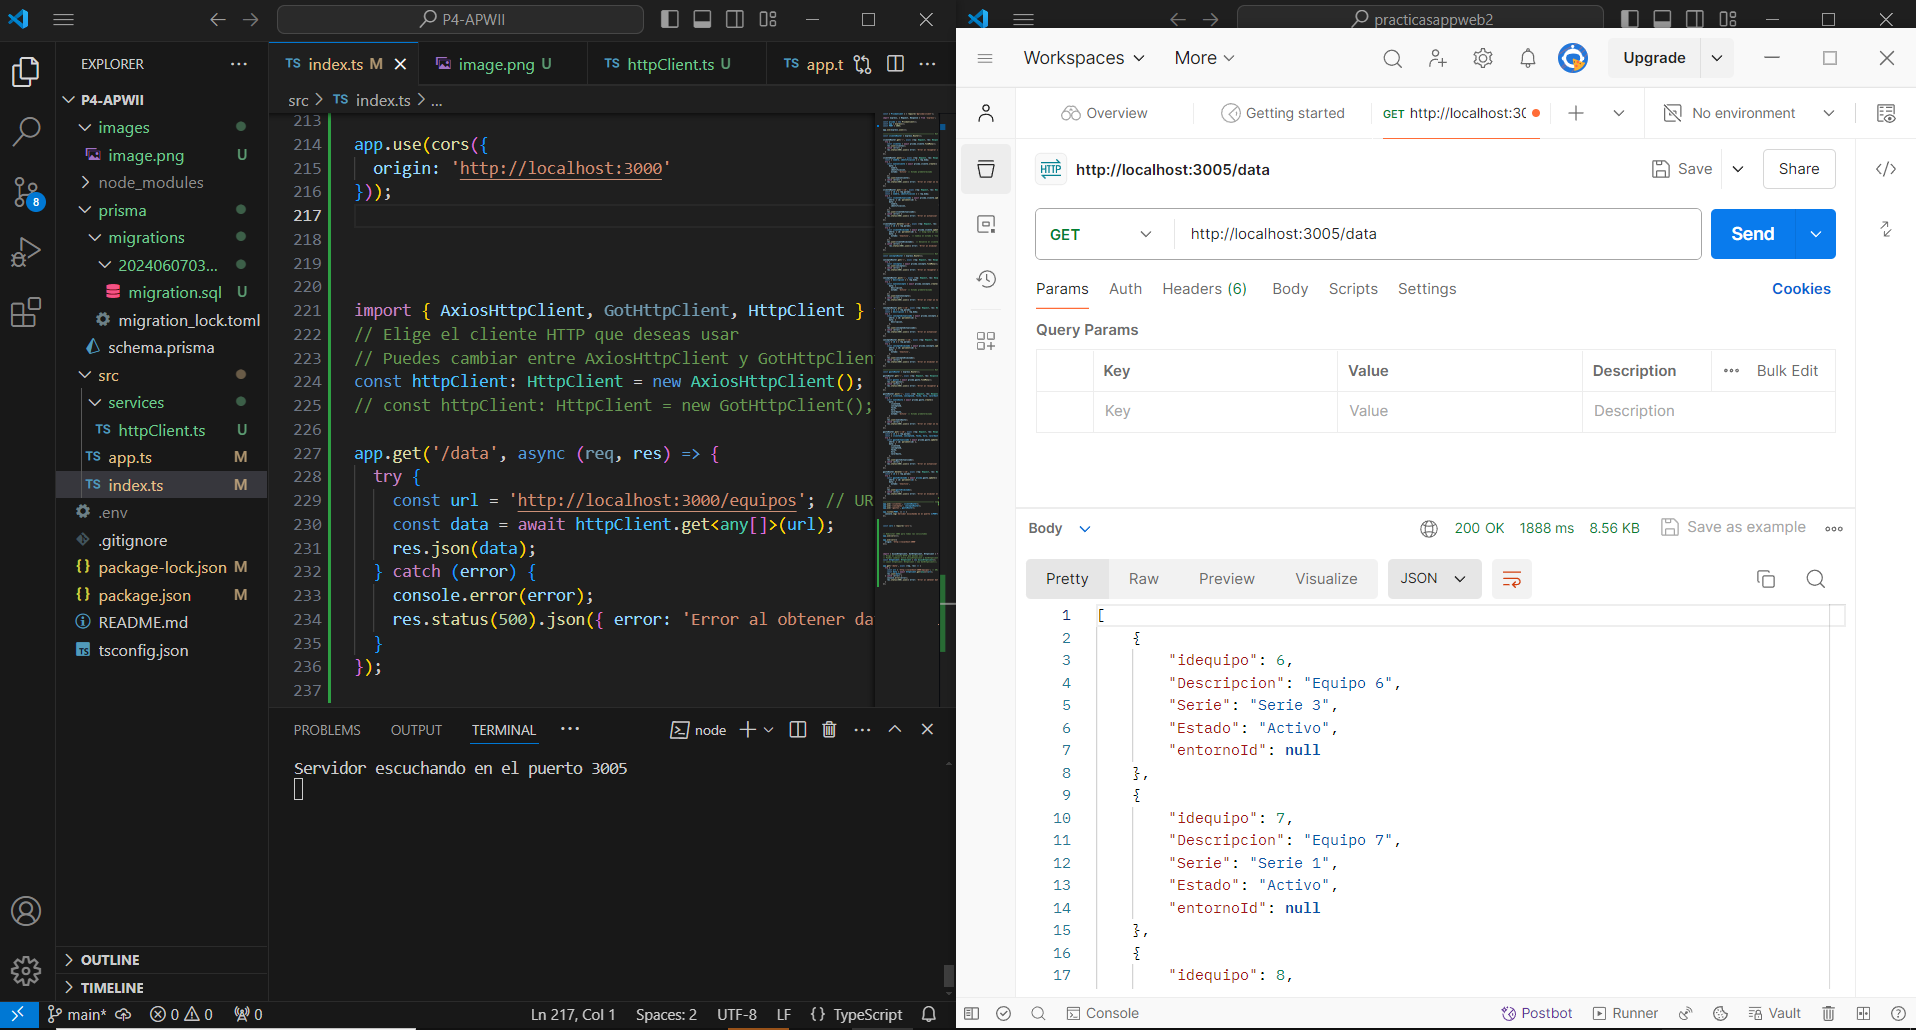 P4-APWII
EXPLORER
P4-APWII
images
image.png U
node_modules
prisma
migrations
2024060703...
migration.sql U
migration_lock.toml
schema.prisma
src
services
TS httpClient.ts U
TS app.ts M
TS index.ts M
.env
.gitignore
{} package-lock.json M
{} package.json M
README.md
TS tsconfig.json
OUTLINE
TIMELINE
8
TS index.ts M
image.png U
TS httpClient.ts U
TS app.t
src > TS index.ts > ...
213
214 app.use(cors({
215 origin: 'http://localhost:3000'
216 }));
217
218
219
220
221 import { AxiosHttpClient, GotHttpClient, HttpClient }
222 // Elige el cliente HTTP que deseas usar
223 // Puedes cambiar entre AxiosHttpClient y GotHttpClien
224 const httpClient: HttpClient = new AxiosHttpClient();
225 // const httpClient: HttpClient = new GotHttpClient();
226
227 app.get('/data', async (req, res) => {
228 try {
229 const url = 'http://localhost:3000/equipos'; // UR
230 const data = await httpClient.get<any[]>(url);
231 res.json(data);
232 } catch (error) {
233 console.error(error);
234 res.status(500).json({ error: 'Error al obtener da
235 }
236 });
237
PROBLEMS OUTPUT TERMINAL ... node
Servidor escuchando en el puerto 3005
main* 0 0 0 Ln 217, Col 1 Spaces: 2 UTF-8 LF {} TypeScript
practicasappweb2
Workspaces More Upgrade
Overview Getting started GET http://localhost:30 No environment
HTTP http://localhost:3005/data Save Share
GET http://localhost:3005/data Send
Params Auth Headers (6) Body Scripts Settings Cookies
Query Params
Key Value Description ... Bulk Edit
Key Value Description
Body 200 OK 1888 ms 8.56 KB Save as example
Pretty Raw Preview Visualize JSON
1 [
2 {
3 "idequipo": 6,
4 "Descripcion": "Equipo 6",
5 "Serie": "Serie 3",
6 "Estado": "Activo",
7 "entornoId": null
8 },
9 {
10 "idequipo": 7,
11 "Descripcion": "Equipo 7",
12 "Serie": "Serie 1",
13 "Estado": "Activo",
14 "entornoId": null
15 },
16 {
17 "idequipo": 8,
Console Postbot Runner Vault